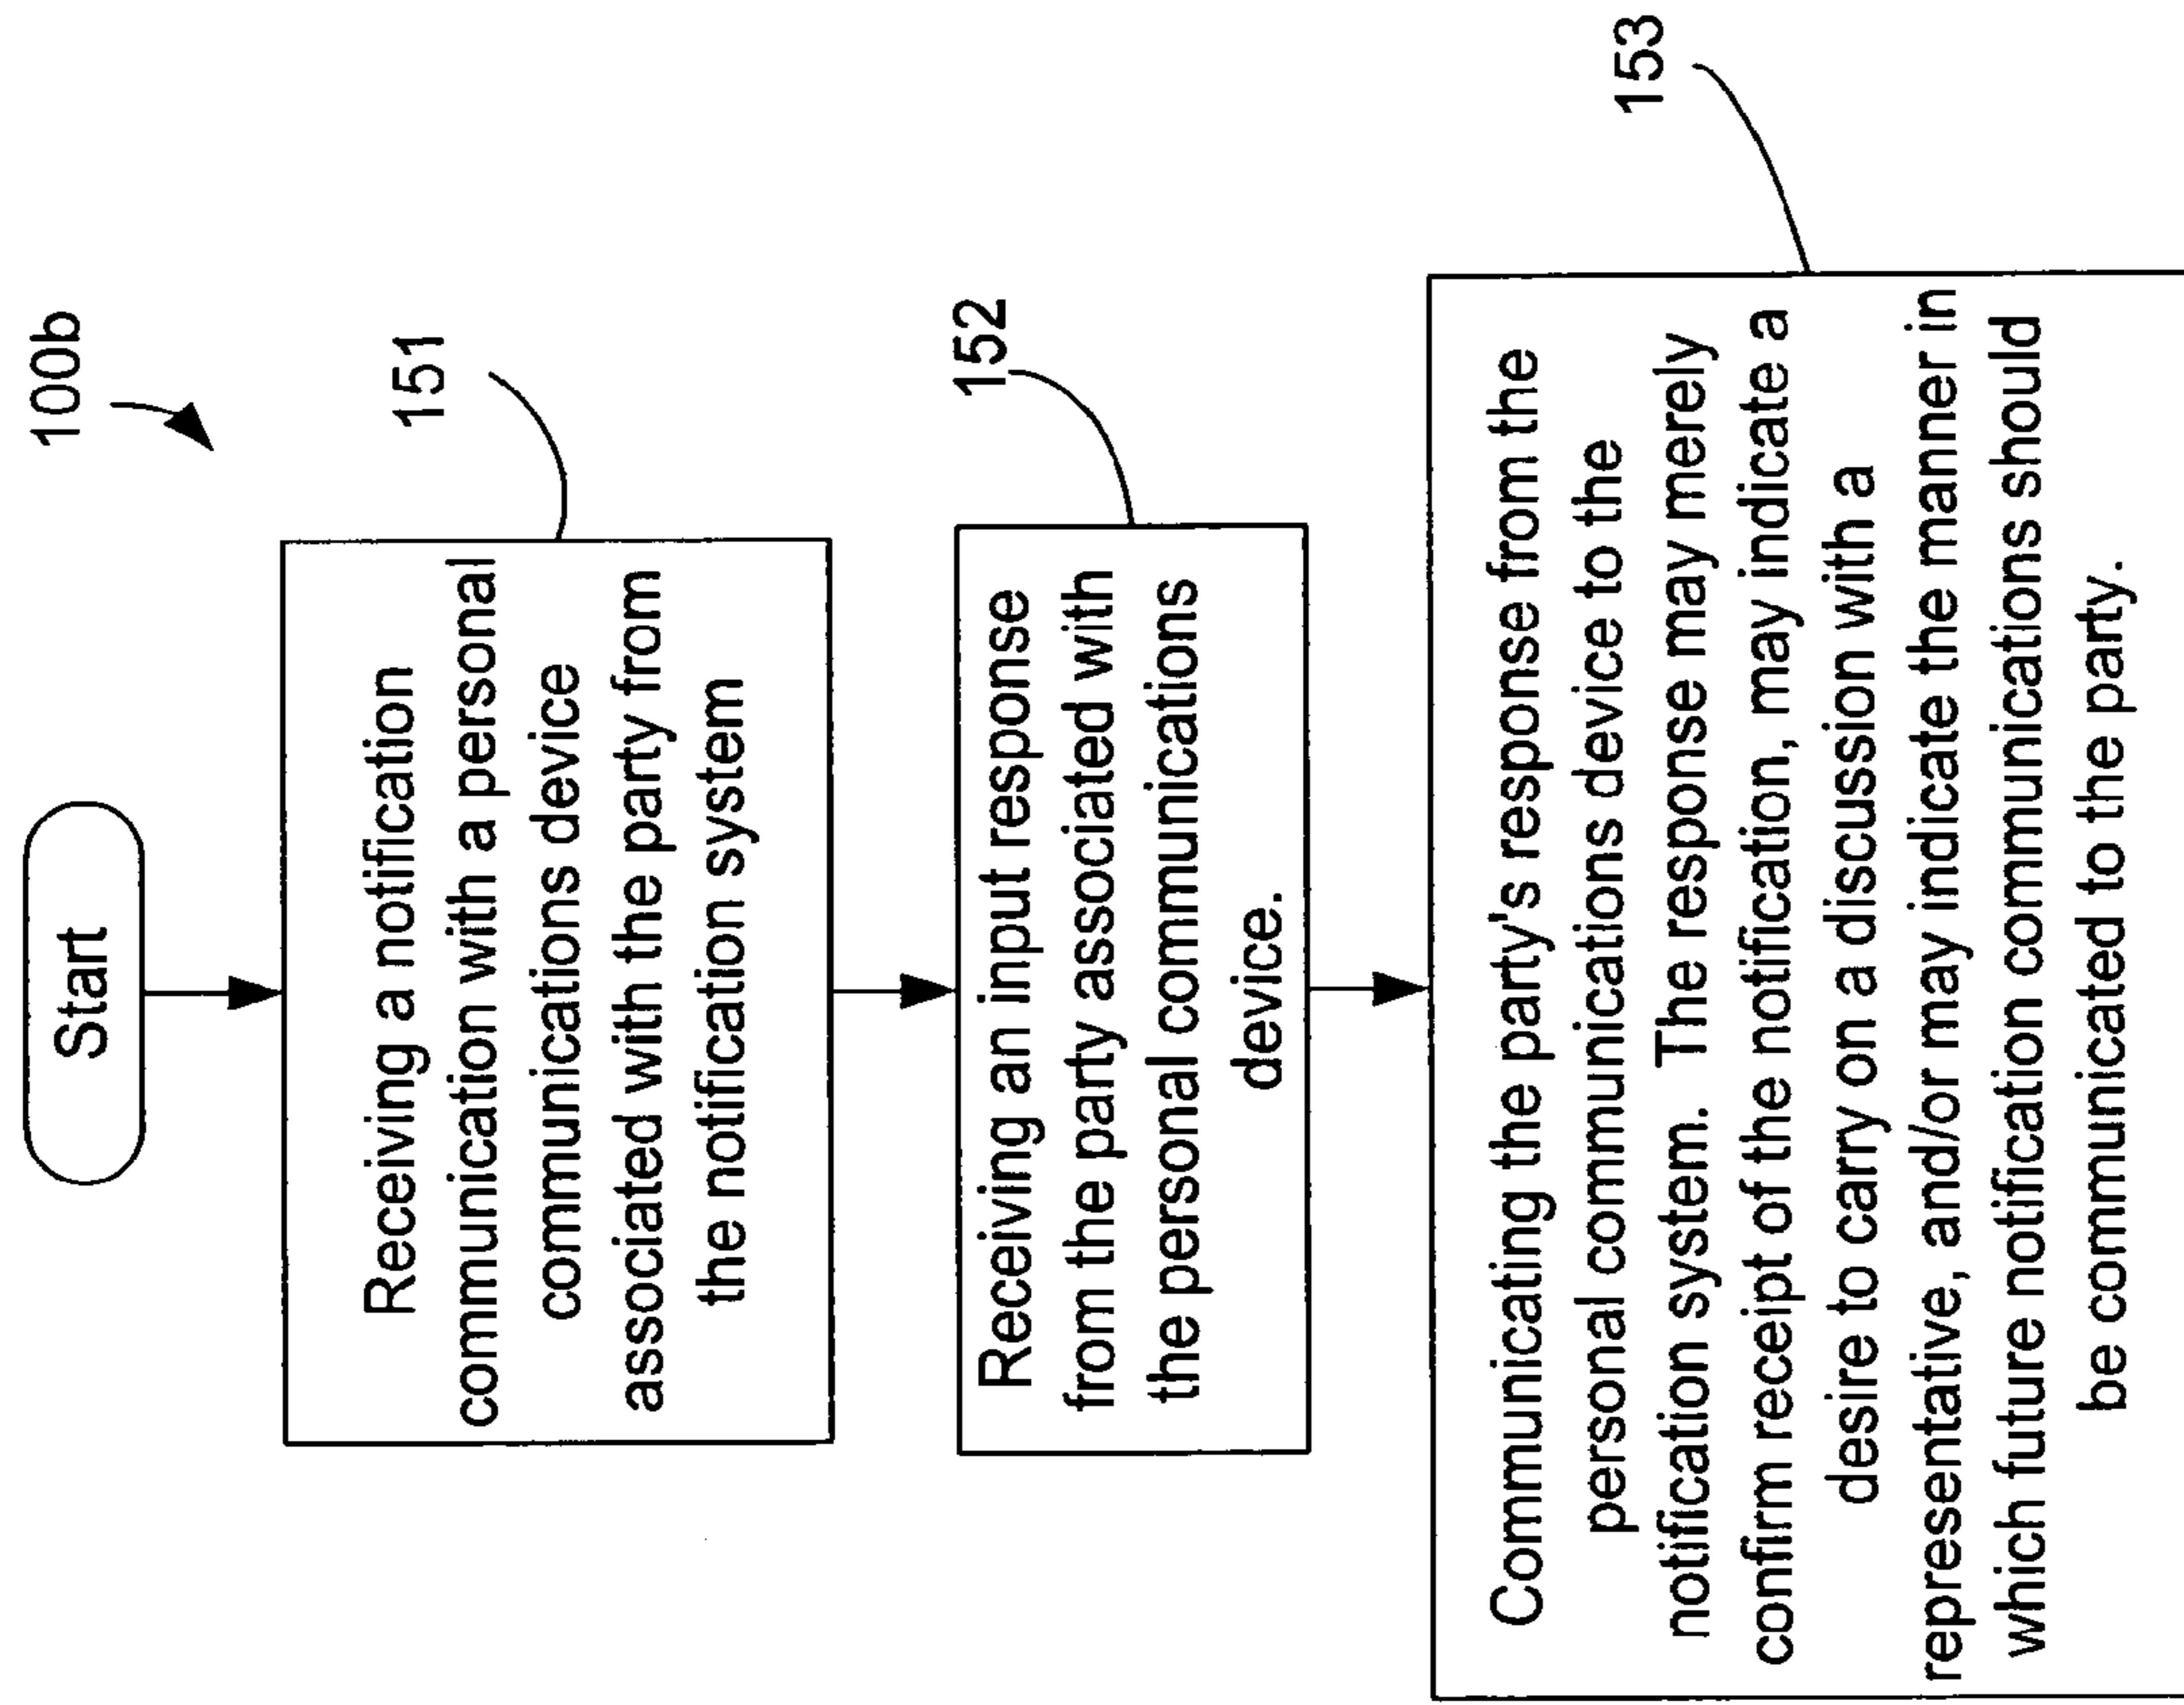 100b
Start
151
Receiving a notification
communication with a personal
communications device
associated with the party from
the notification system
152
Receiving an input response
from the party associated with
the personal communications
device.
153
Communicating the party's response from the
personal communications device to the
notification system. The response may merely
confirm receipt of the notification, may indicate a
desire to carry on a discussion with a
representative, and/or may indicate the manner in
which future notification communications should
be communicated to the party.